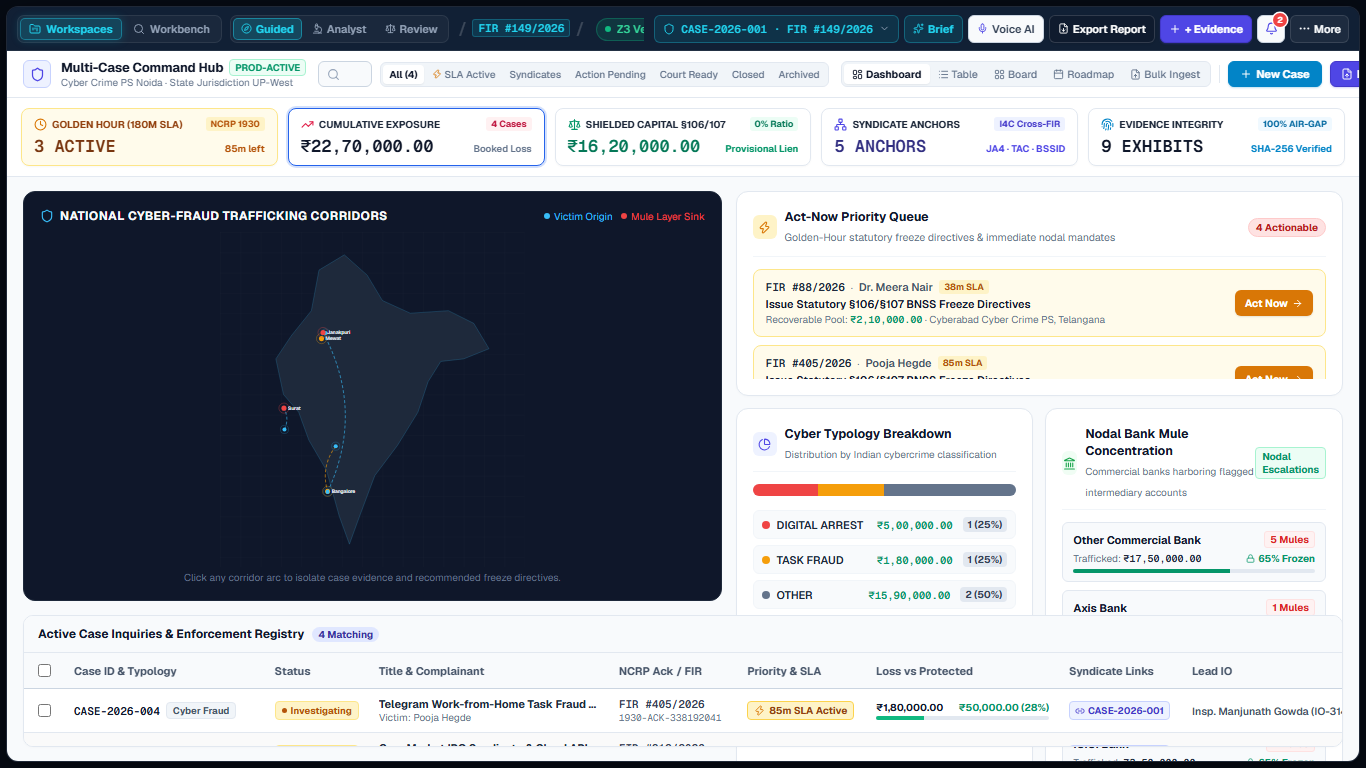 Workspaces Workbench Guided Analyst Review / FIR #149/2026 / Z3 Ve CASE-2026-001 · FIR #149/2026 Brief Voice AI Export Report + + Evidence 2 ··· More
Multi-Case Command Hub PROD-ACTIVE
Cyber Crime PS Noida · State Jurisdiction UP-West
All (4) SLA Active Syndicates Action Pending Court Ready Closed Archived Dashboard Table Board Roadmap Bulk Ingest + New Case
GOLDEN HOUR (180M SLA) NCRP 1930
3 ACTIVE 85m left
CUMULATIVE EXPOSURE 4 Cases
₹22,70,000.00 Booked Loss
SHIELDED CAPITAL §106/107 0% Ratio
₹16,20,000.00 Provisional Lien
SYNDICATE ANCHORS I4C Cross-FIR
5 ANCHORS JA4 · TAC · BSSID
EVIDENCE INTEGRITY 100% AIR-GAP
9 EXHIBITS SHA-256 Verified
NATIONAL CYBER-FRAUD TRAFFICKING CORRIDORS Victim Origin Mule Layer Sink
Janakpuri
Mewat
Surat
Bangalore
Click any corridor arc to isolate case evidence and recommended freeze directives.
Act-Now Priority Queue
Golden-Hour statutory freeze directives & immediate nodal mandates
4 Actionable
FIR #88/2026 · Dr. Meera Nair 38m SLA
Issue Statutory §106/§107 BNSS Freeze Directives
Recoverable Pool: ₹2,10,000.00 · Cyberabad Cyber Crime PS, Telangana
Act Now →
FIR #405/2026 · Pooja Hegde 85m SLA
Issue Statutory §106/§107 BNSS Freeze Directives
Act Now →
Cyber Typology Breakdown
Distribution by Indian cybercrime classification
DIGITAL ARREST ₹5,00,000.00 1 (25%)
TASK FRAUD ₹1,80,000.00 1 (25%)
OTHER ₹15,90,000.00 2 (50%)
Nodal Bank Mule
Concentration
Commercial banks harboring flagged
intermediary accounts
Nodal
Escalations
Other Commercial Bank 5 Mules
Trafficked: ₹17,50,000.00 65% Frozen
Axis Bank 1 Mules
Active Case Inquiries & Enforcement Registry 4 Matching
Case ID & Typology Status Title & Complainant NCRP Ack / FIR Priority & SLA Loss vs Protected Syndicate Links Lead IO
CASE-2026-004 Cyber Fraud Investigating Telegram Work-from-Home Task Fraud ... FIR #405/2026 85m SLA Active ₹1,80,000.00 ₹50,000.00 (28%) CASE-2026-001 Insp. Manjunath Gowda (IO-31
Victim: Pooja Hegde 1930-ACK-338192041